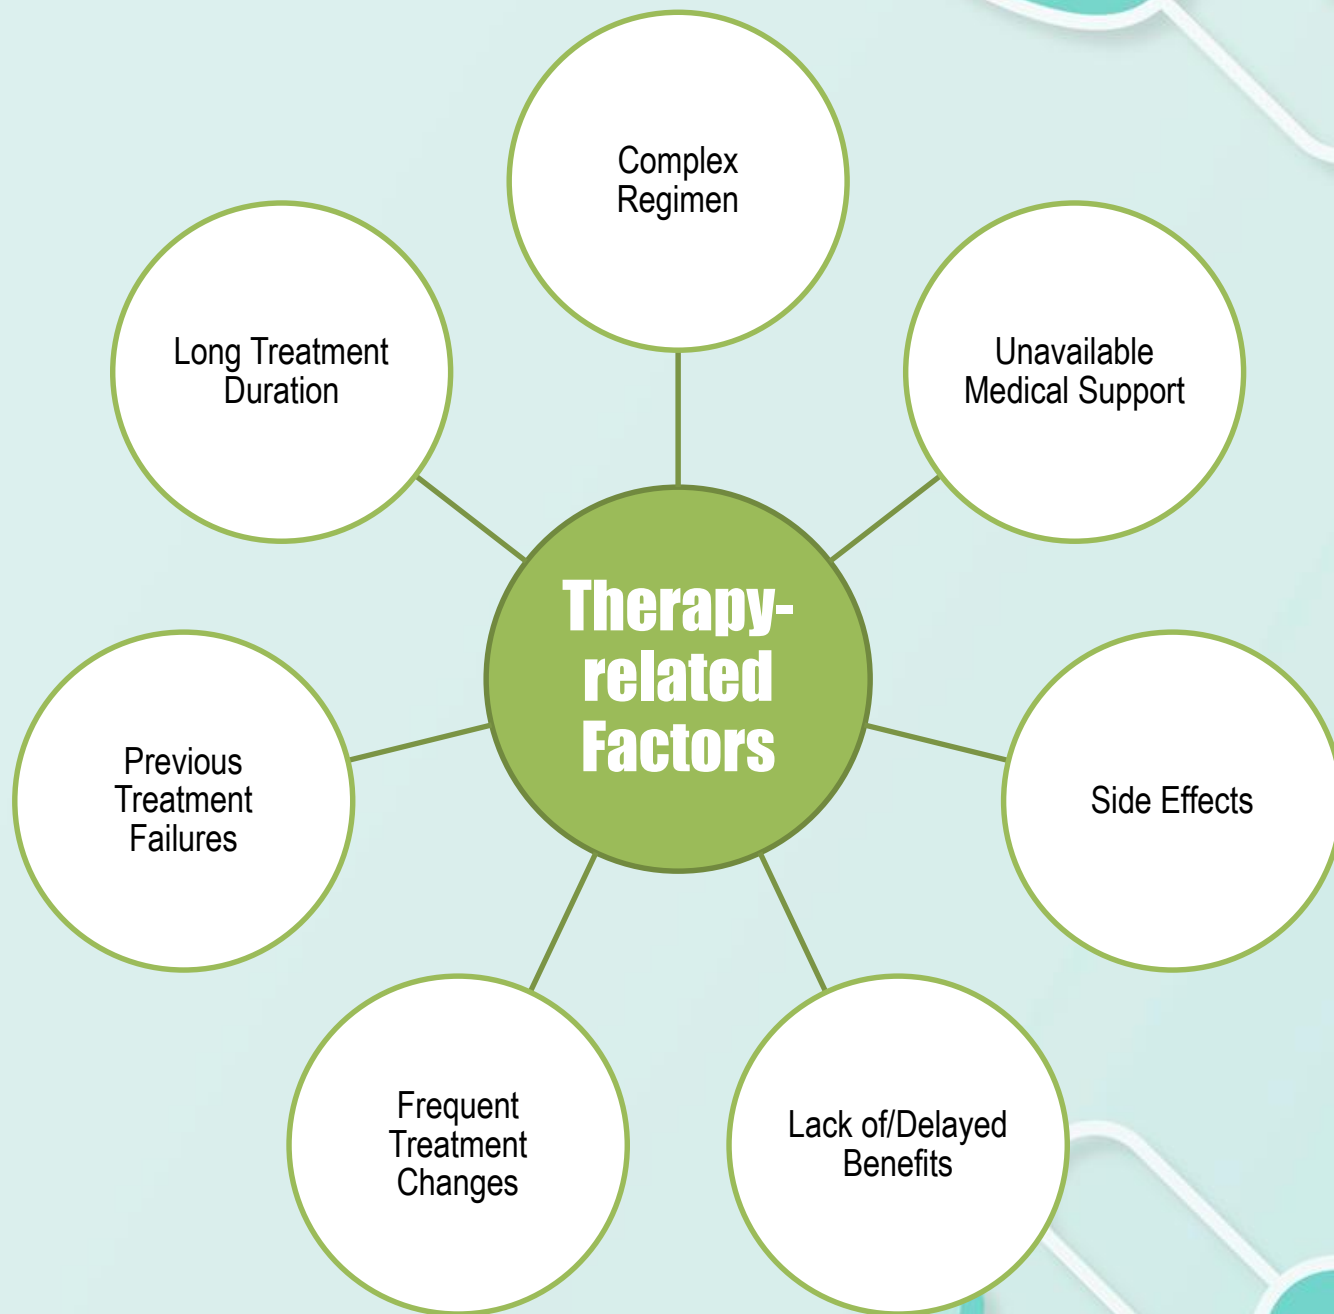 Complex
Regimen
Unavailable
Medical Support
Side Effects
Lack of/Delayed
Benefits
Frequent
Treatment
Changes
Previous
Treatment
Failures
Long Treatment
Duration
Therapy-
related
Factors